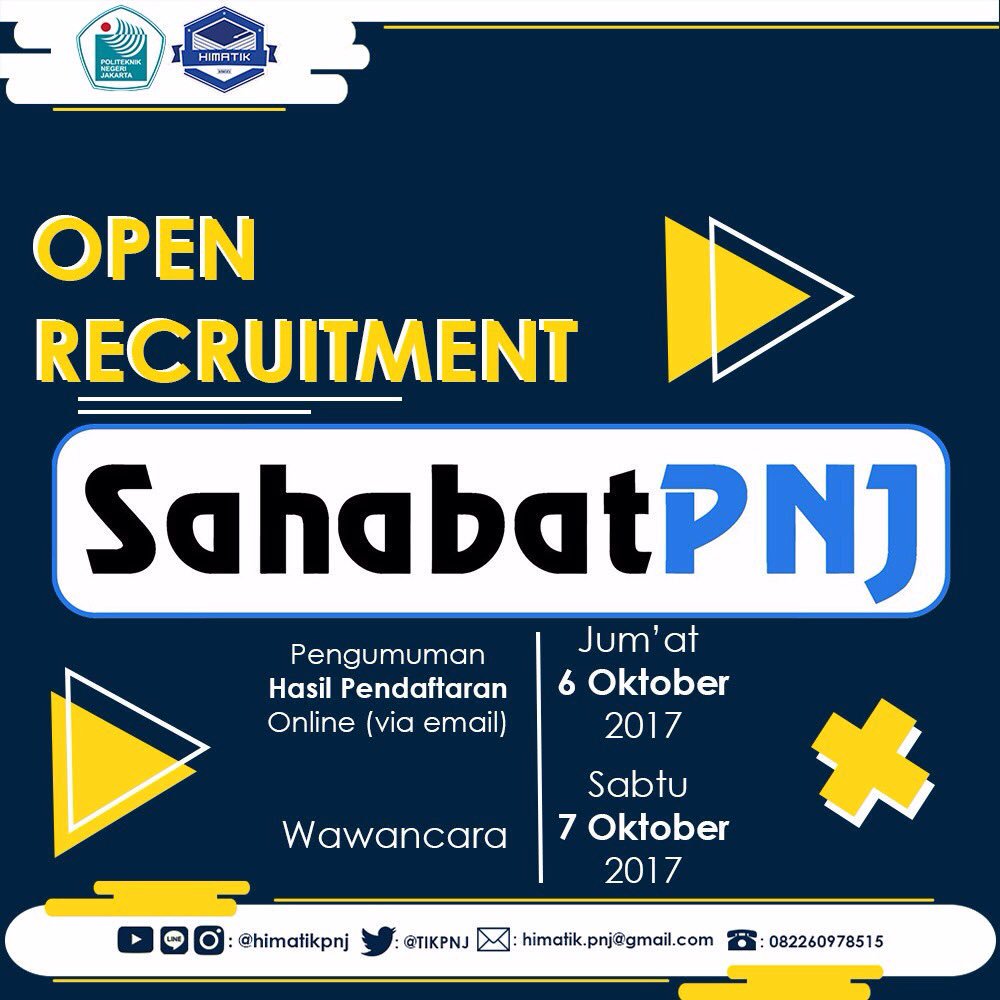 POLITEKNIK
NEGERI
JAKARTA
HIMATIK
OPEN
RECRUITMENT
SahabatPNJ
Pengumuman
Hasil Pendaftaran
Online (via email)
Jum'at
6 Oktober
2017
Wawancara
Sabtu
7 Oktober
2017
LINE
: @himatikpnj : @TIKPNJ : himatik.pnj@gmail.com : 082260978515